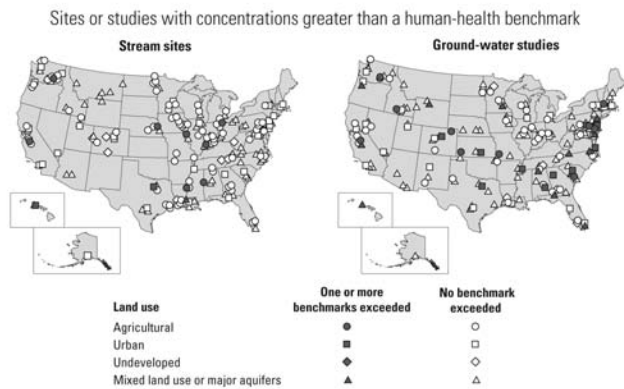 Sites or studies with concentrations greater than a human-health benchmark
Stream sites
Ground-water studies
Land use
One or more
benchmarks exceeded
No benchmark
exceeded
Agricultural
Urban
Undeveloped
Mixed land use or major aquifers